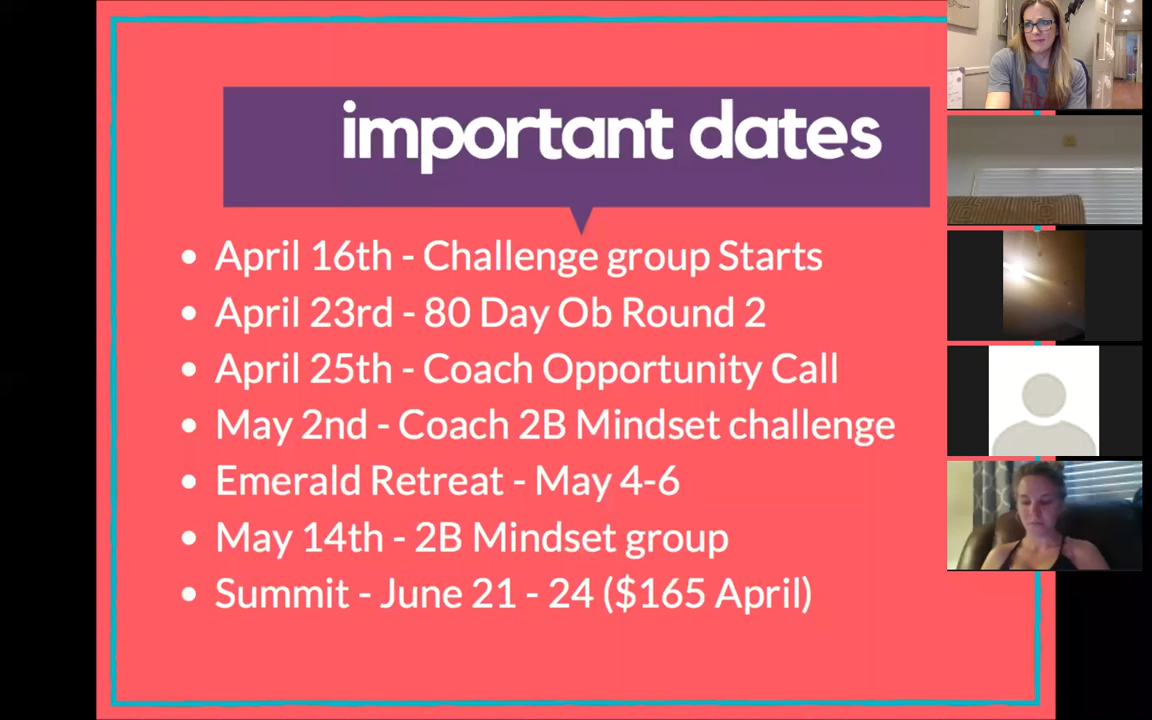 important dates
April 16th - Challenge group Starts
April 23rd - 80 Day Ob Round 2
April 25th - Coach Opportunity Call
May 2nd - Coach 2B Mindset challenge
Emerald Retreat - May 4-6
May 14th - 2B Mindset group
Summit - June 21 - 24 ($165 April)